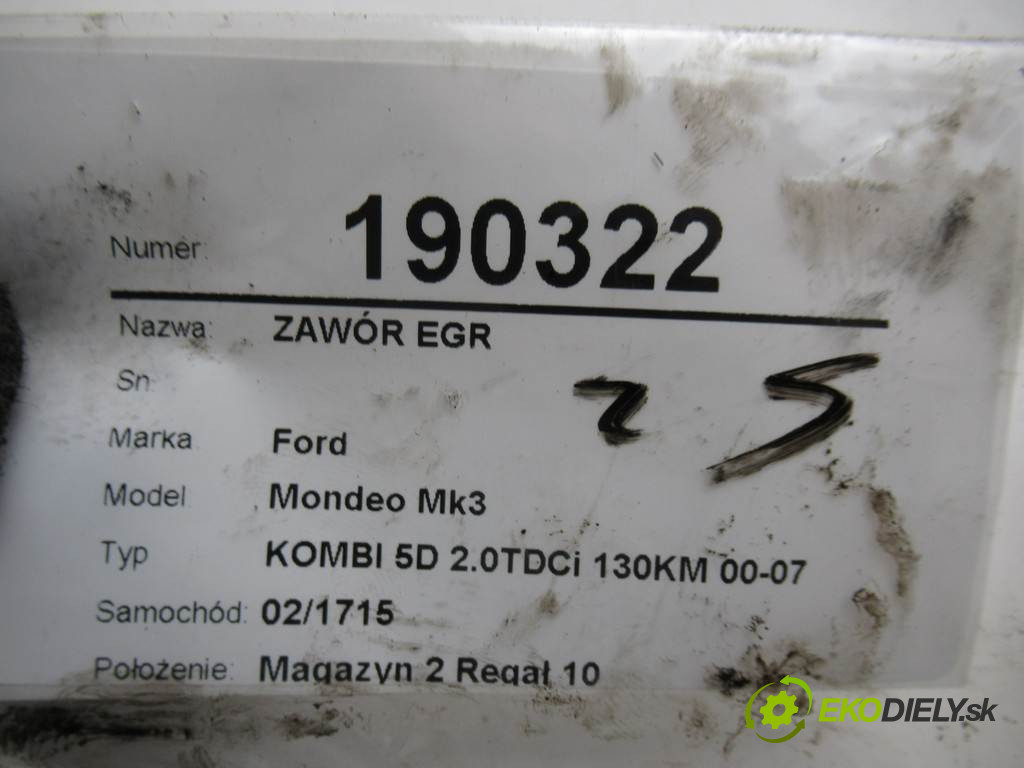 Numer: 190322
Nazwa: ZAWÓR EGR
Sn
25
Marka Ford
Model Mondeo Mk3
Typ KOMBI 5D 2.0TDCi 130KM 00-07
Samochód: 02/1715
Położenie: Magazyn 2 Regał 10
EKODIELY.sk